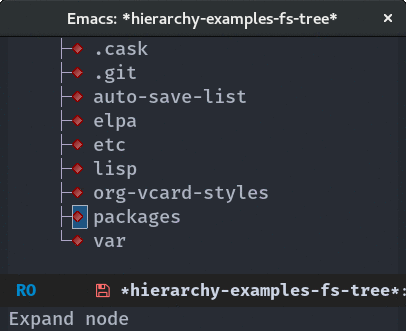 Emacs: *hierarchy-examples-fs-tree*
.cask
.git
auto-save-list
elpa
etc
lisp
org-vcard-styles
packages
var
RO *hierarchy-examples-fs-tree*:
Expand node